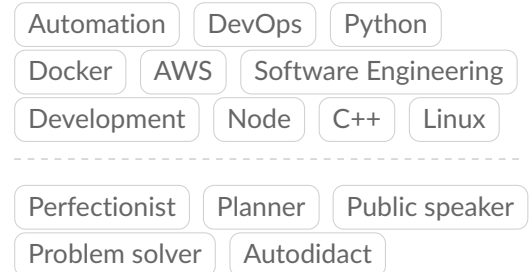 Automation DevOps Python
Docker AWS Software Engineering
Development Node C++ Linux
Perfectionist Planner Public speaker
Problem solver Autodidact